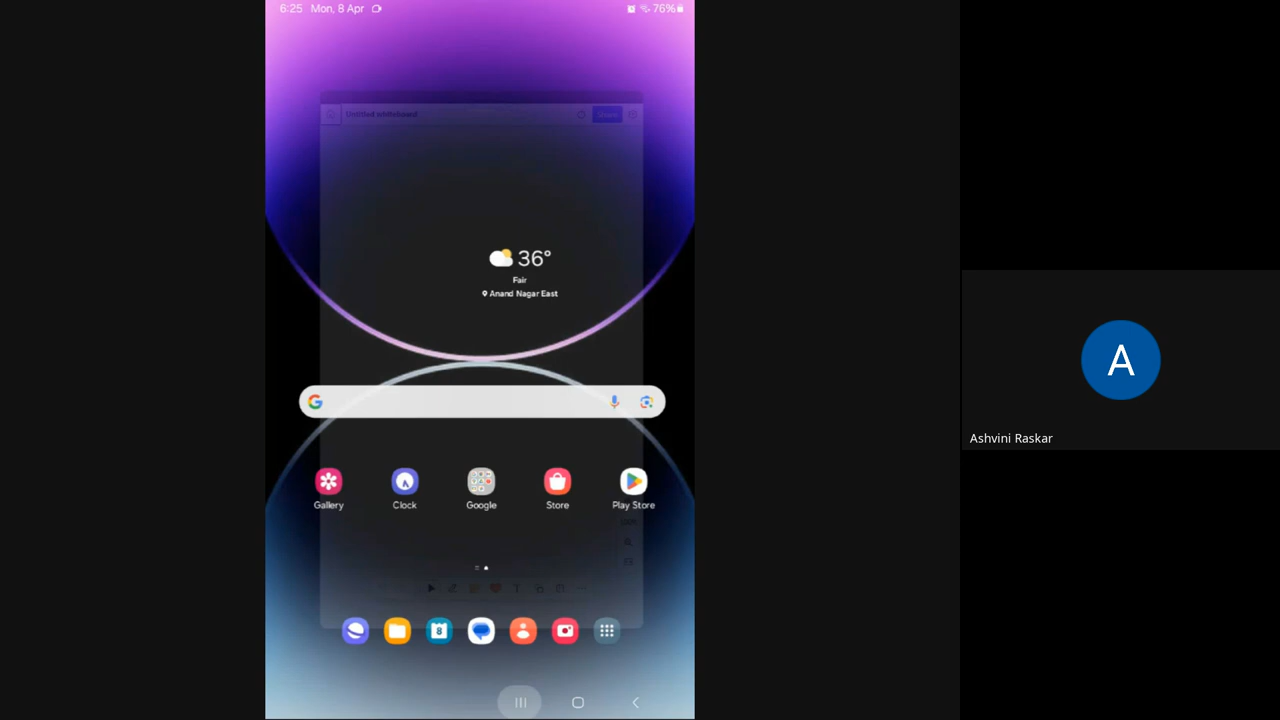 6:25 Mon, 8 Apr 76%
Untitled whiteboard
36°
Fair
Anand Nagar East
G
Gallery Clock Google Store Play Store
8
A
Ashvini Raskar